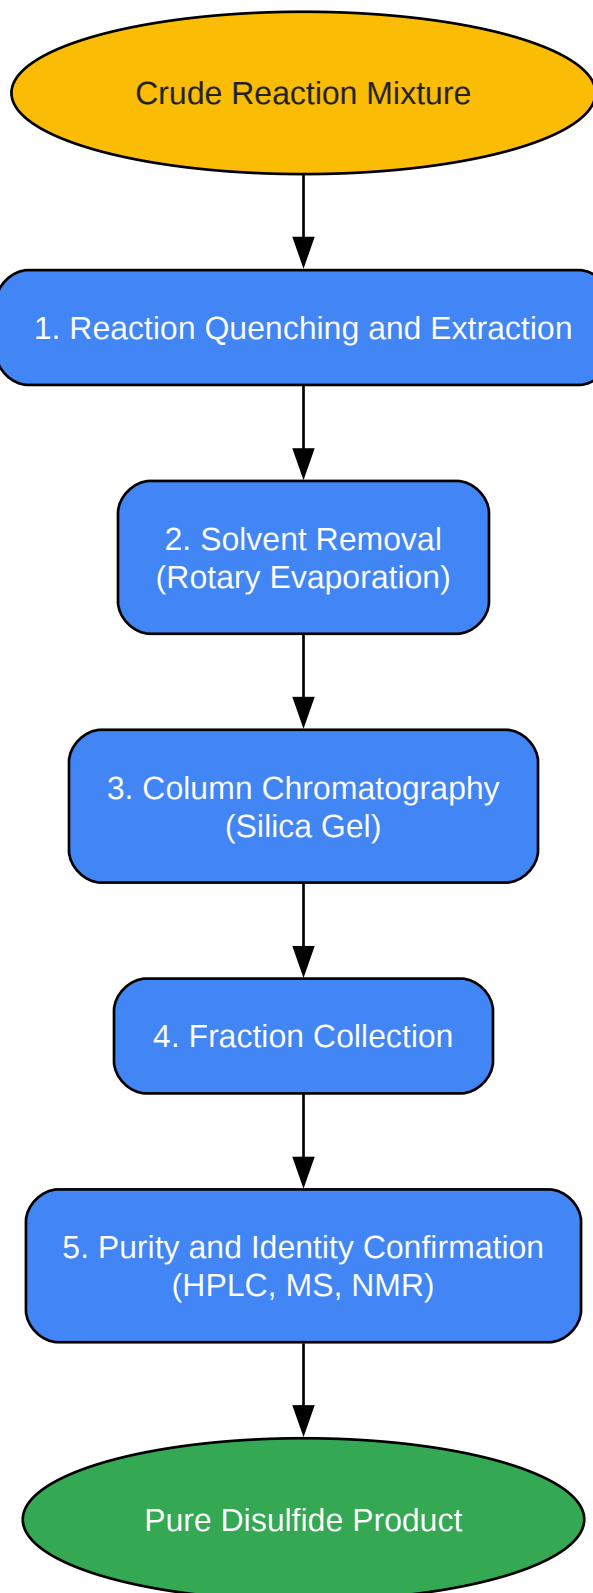 Crude Reaction Mixture
1. Reaction Quenching and Extraction
2. Solvent Removal
(Rotary Evaporation)
3. Column Chromatography
(Silica Gel)
4. Fraction Collection
5. Purity and Identity Confirmation
(HPLC, MS, NMR)
Pure Disulfide Product